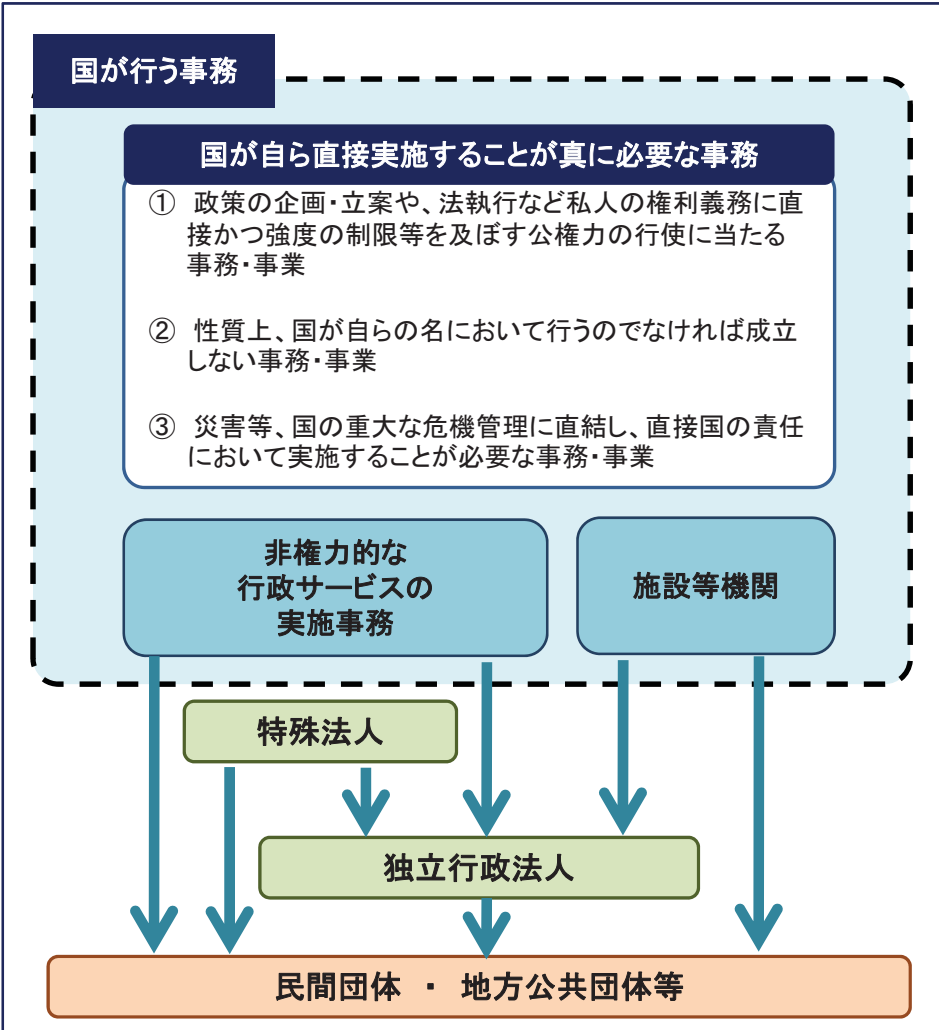 国が行う事務
国が自ら直接実施することが真に必要な事務
① 政策の企画・立案や、法執行など私人の権利義務に直
接かつ強度の制限等を及ぼす公権力の行使に当たる
事務・事業
② 性質上、国が自らの名において行うのでなければ成立
しない事務・事業
③ 災害等、国の重大な危機管理に直結し、直接国の責任
において実施することが必要な事務・事業
非権力的な
行政サービスの
実施事務
施設等機関
特殊法人
独立行政法人
民間団体 ・ 地方公共団体等